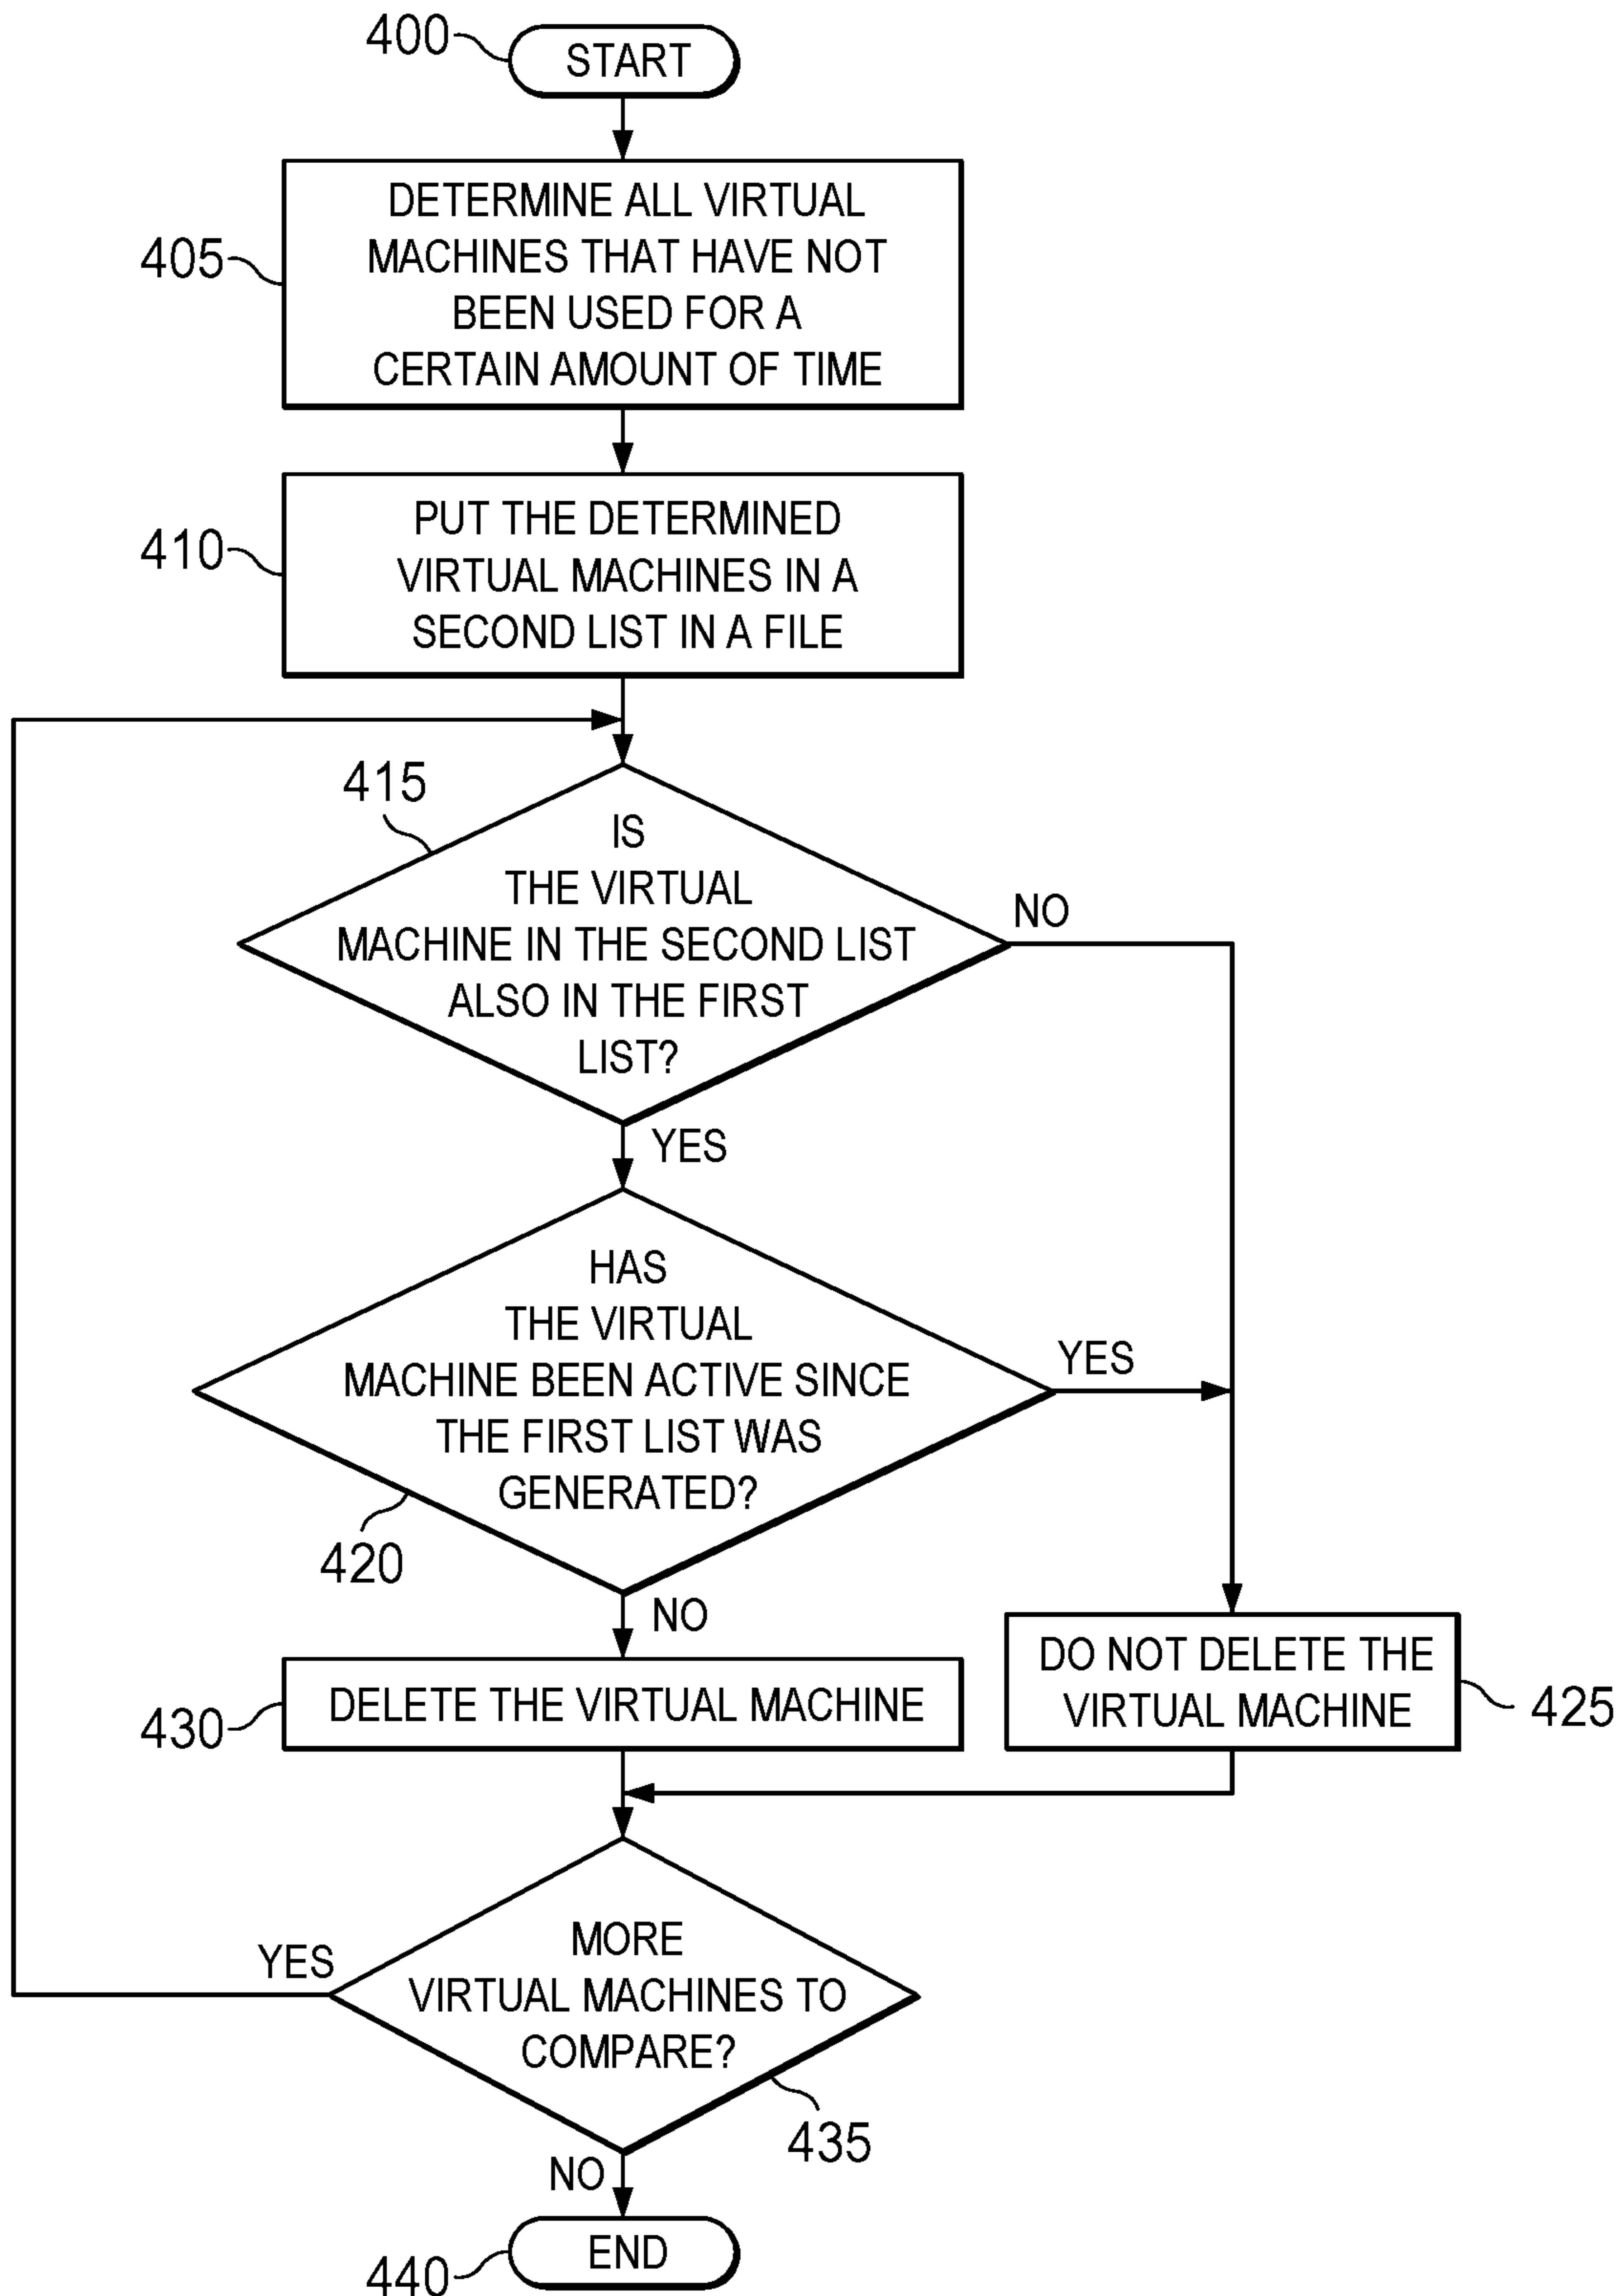 400
START
405
DETERMINE ALL VIRTUAL
MACHINES THAT HAVE NOT
BEEN USED FOR A
CERTAIN AMOUNT OF TIME
410
PUT THE DETERMINED
VIRTUAL MACHINES IN A
SECOND LIST IN A FILE
415
IS
THE VIRTUAL
MACHINE IN THE SECOND LIST
ALSO IN THE FIRST
LIST?
NO
YES
HAS
THE VIRTUAL
MACHINE BEEN ACTIVE SINCE
THE FIRST LIST WAS
GENERATED?
YES
420
NO
430
DELETE THE VIRTUAL MACHINE
DO NOT DELETE THE
VIRTUAL MACHINE
425
MORE
VIRTUAL MACHINES TO
COMPARE?
YES
435
NO
END
440